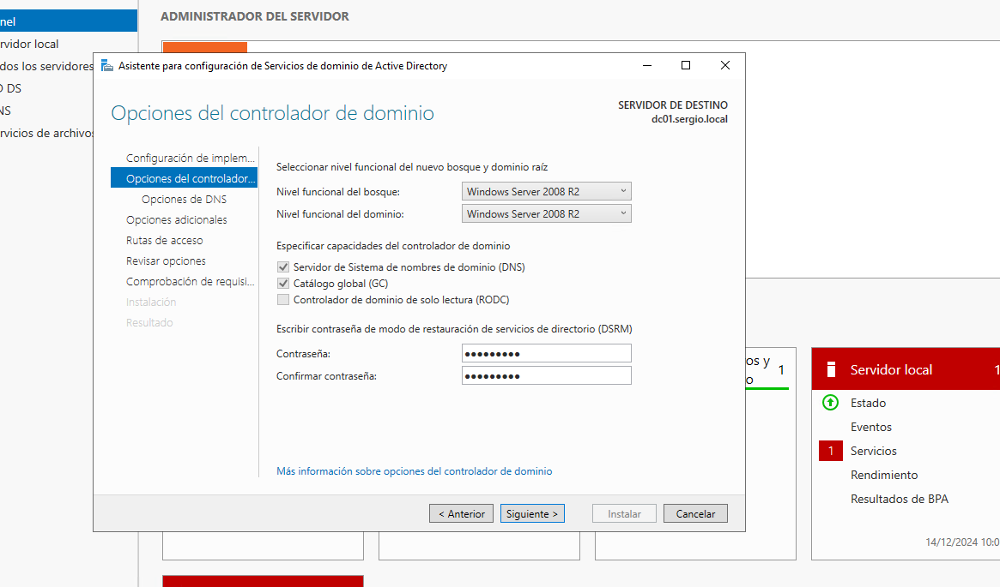 nel
ADMINISTRADOR DEL SERVIDOR
rvidor local
dos los servidores
D DS
NS
rvicios de archivos
Asistente para configuración de Servicios de dominio de Active Directory
Opciones del controlador de dominio
SERVIDOR DE DESTINO
dc01.sergio.local
Configuración de implem...
Opciones del controlador...
Opciones de DNS
Opciones adicionales
Rutas de acceso
Revisar opciones
Comprobación de requisi...
Instalación
Resultado
Seleccionar nivel funcional del nuevo bosque y dominio raíz
Nivel funcional del bosque: Windows Server 2008 R2
Nivel funcional del dominio: Windows Server 2008 R2
Especificar capacidades del controlador de dominio
Servidor de Sistema de nombres de dominio (DNS)
Catálogo global (GC)
Controlador de dominio de solo lectura (RODC)
Escribir contraseña de modo de restauración de servicios de directorio (DSRM)
Contraseña: ●●●●●●●●●
Confirmar contraseña: ●●●●●●●●●
Más información sobre opciones del controlador de dominio
< Anterior Siguiente > Instalar Cancelar
os y 1
o
Servidor local 1
Estado
Eventos
1 Servicios
Rendimiento
Resultados de BPA
14/12/2024 10:0